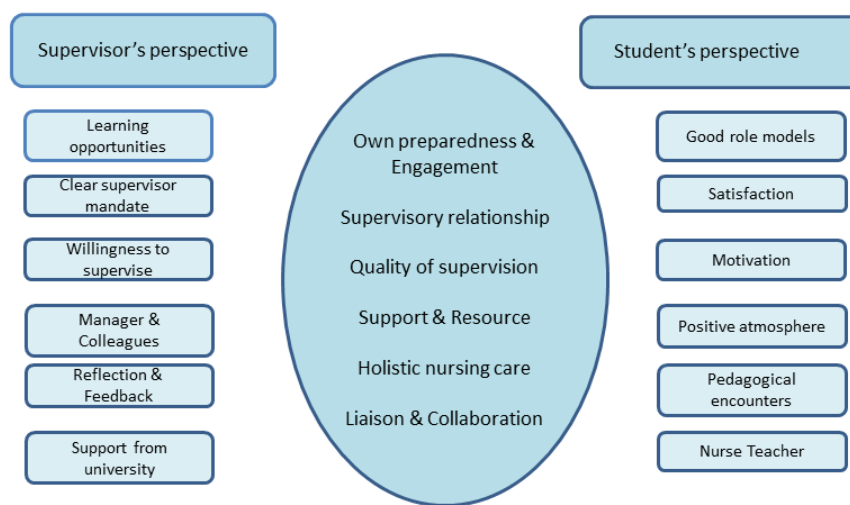 Supervisor’s perspective
Learning
opportunities
Clear supervisor
mandate
Willingness to
supervise
Manager &
Colleagues
Reflection &
Feedback
Support from
university
Own preparedness &
Engagement
Supervisory relationship
Quality of supervision
Support & Resource
Holistic nursing care
Liaison & Collaboration
Student’s perspective
Good role models
Satisfaction
Motivation
Positive atmosphere
Pedagogical
encounters
Nurse Teacher